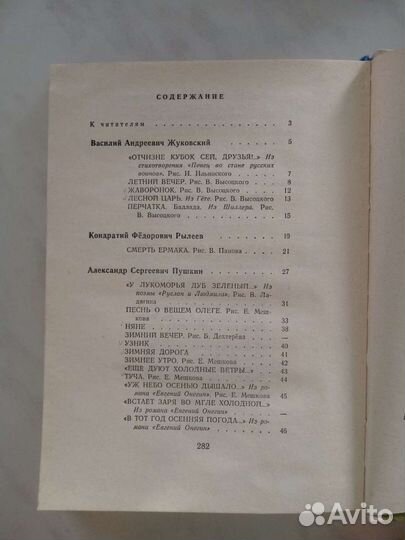 СОДЕРЖАНИЕ
К читателям . . . . . . . . . . . . 3
Василий Андреевич Жуковский . . . . . . 5
«ОТЧИЗНЕ КУБОК СЕЙ, ДРУЗЬЯ!..» Из
стихотворения «Певец во стане русских
воинов». Рис. И. Ильинского . . . . 7
ЛЕТНИЙ ВЕЧЕР. Рис. В. Высоцкого . . . 8
ЖАВОРОНОК. Рис. В. Высоцкого . . . . 12
ЛЕСНОЙ ЦАРЬ. Из Гёте. Рис. В. Высоцкого 13
ПЕРЧАТКА. Баллада. Из Шиллера. Рис.
В. Высоцкого . . . . . . . . . 15
Кондратий Фёдорович Рылеев . . . . . . 19
СМЕРТЬ ЕРМАКА. Рис. В. Панова . . . . 21
Александр Сергеевич Пушкин . . . . . . 27
«У ЛУКОМОРЬЯ ДУБ ЗЕЛЕНЫЙ...» Из
поэмы «Руслан и Людмила». Рис. В. Ла-
двагина . . . . . . . . . . . 31
ПЕСНЬ О ВЕЩЕМ ОЛЕГЕ. Рис. Е. Меш-
кова . . . . . . . . . . . . 33
НЯНЕ . . . . . . . . . . . . 38
ЗИМНИЙ ВЕЧЕР. Рис. Б. Дехтерёва . . . —
УЗНИК . . . . . . . . . . . . 40
ЗИМНЯЯ ДОРОГА . . . . . . . . 41
ЗИМНЕЕ УТРО. Рис. Е. Мешкова . . . . 42
«ЕЩЕ ДУЮТ ХОЛОДНЫЕ ВЕТРЫ...» . . . 43
ТУЧА. Рис. Е. Мешкова . . . . . . . 44
«УЖ НЕБО ОСЕНЬЮ ДЫШАЛО...» Из ро-
мана «Евгений Онегин». Рис. Е. Мешкова 45
«ВСТАЕТ ЗАРЯ ВО МГЛЕ ХОЛОДНОЙ...»
Из романа «Евгений Онегин» . . . . . —
«В ТОТ ГОД ОСЕННЯЯ ПОГОДА...» Из ро-
мана «Евгений Онегин». Рис. Е. Мешкова 46
282
Avito